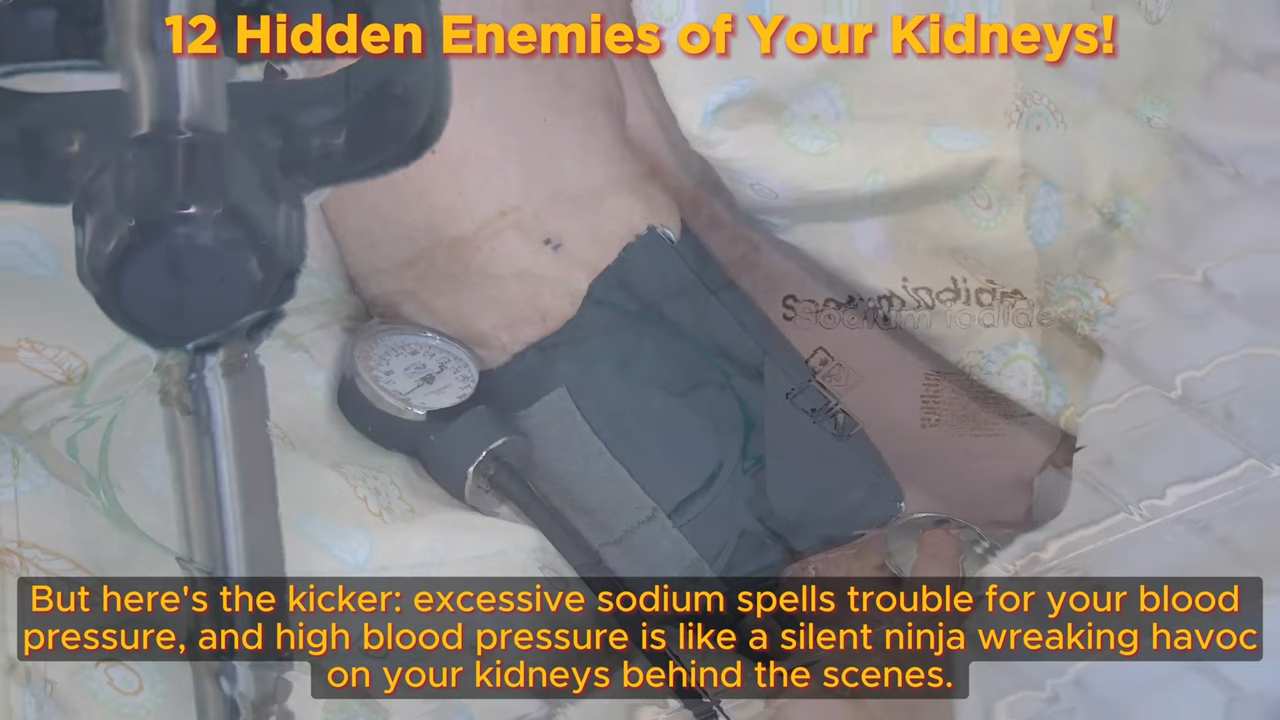 12 Hidden Enemies of Your Kidneys!
Sodium iodide
But here's the kicker: excessive sodium spells trouble for your blood
pressure, and high blood pressure is like a silent ninja wreaking havoc
on your kidneys behind the scenes.